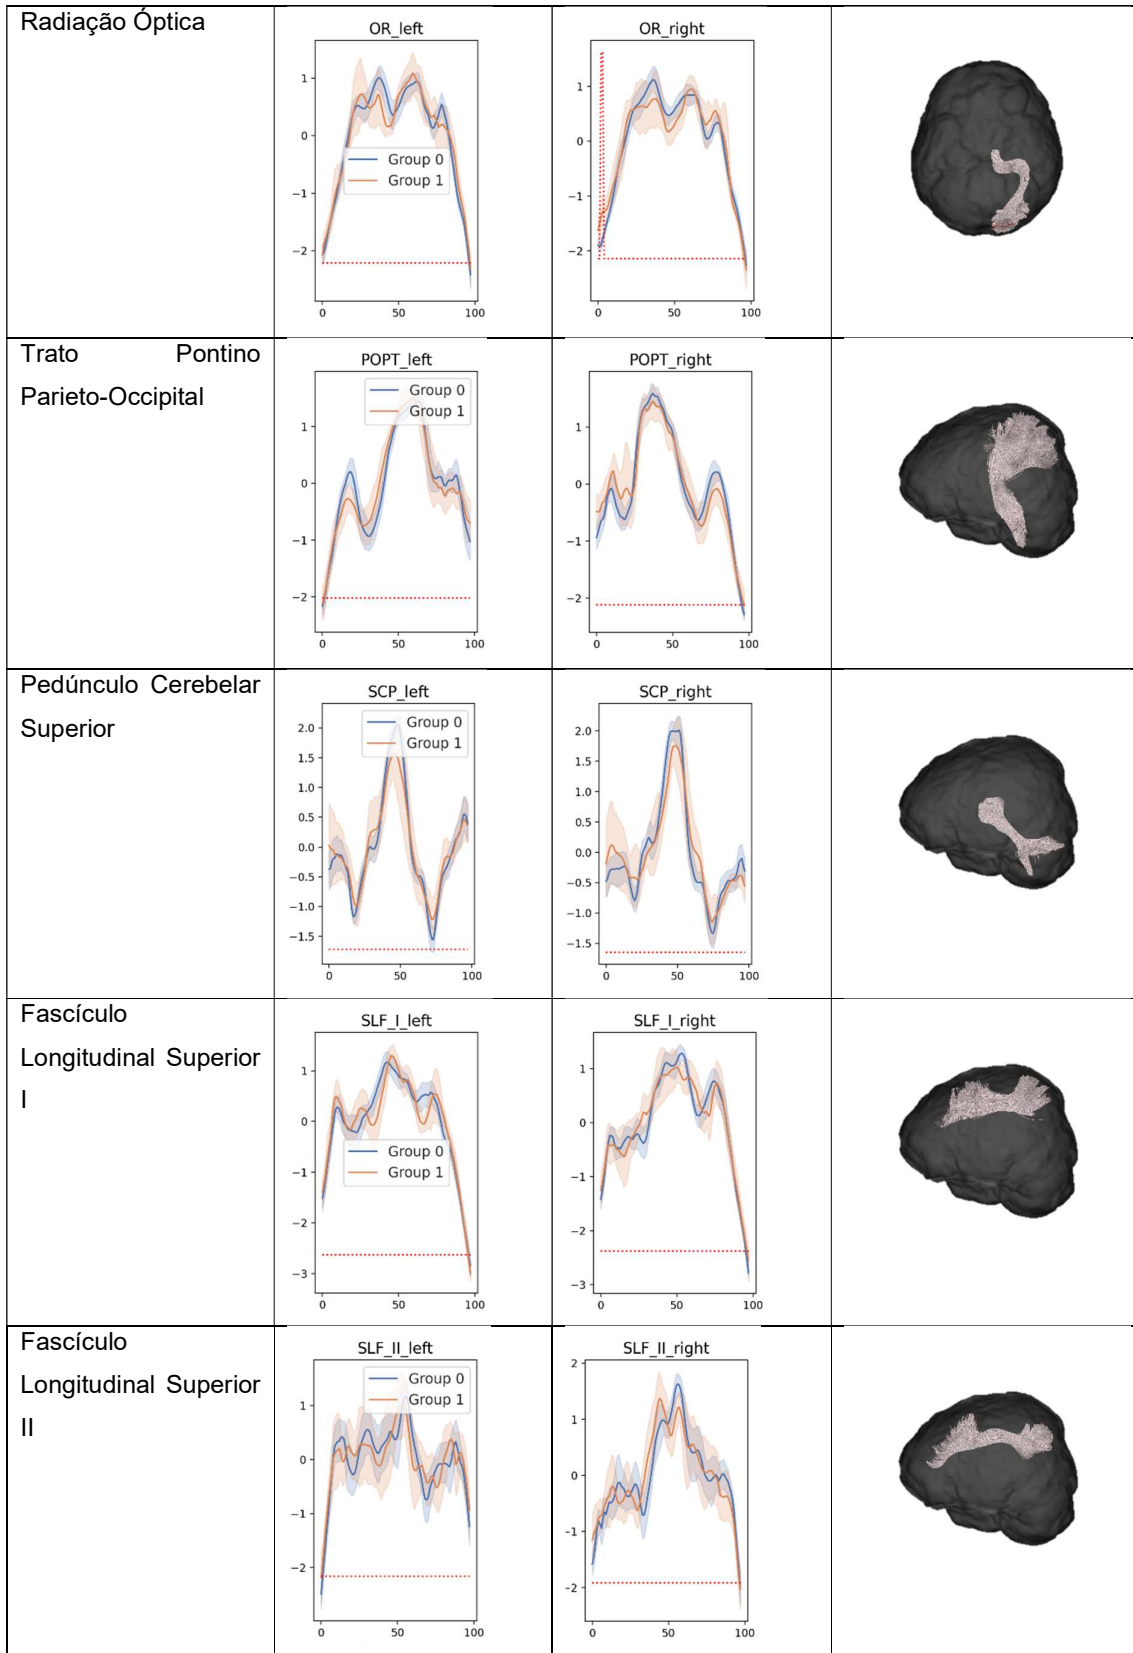 Radiação Óptica
OR_left
1
0
−1
−2
Group 0
Group 1
0
50
100
OR_right
1
0
−1
−2
0
50
100
Trato Pontino
Parieto-Occipital
POPT_left
Group 0
Group 1
1
0
−1
−2
0
50
100
POPT_right
1
0
−1
−2
0
50
100
Pedúnculo Cerebelar
Superior
SCP_left
Group 0
Group 1
2.0
1.5
1.0
0.5
0.0
−0.5
−1.0
−1.5
0
50
100
SCP_right
2.0
1.5
1.0
0.5
0.0
−0.5
−1.0
−1.5
0
50
100
Fascículo
Longitudinal Superior
I
SLF_I_left
1
0
−1
−2
−3
Group 0
Group 1
0
50
100
SLF_I_right
1
0
−1
−2
−3
0
50
100
Fascículo
Longitudinal Superior
II
SLF_II_left
Group 0
Group 1
1
0
−1
−2
0
50
100
SLF_II_right
2
1
0
−1
−2
0
50
100